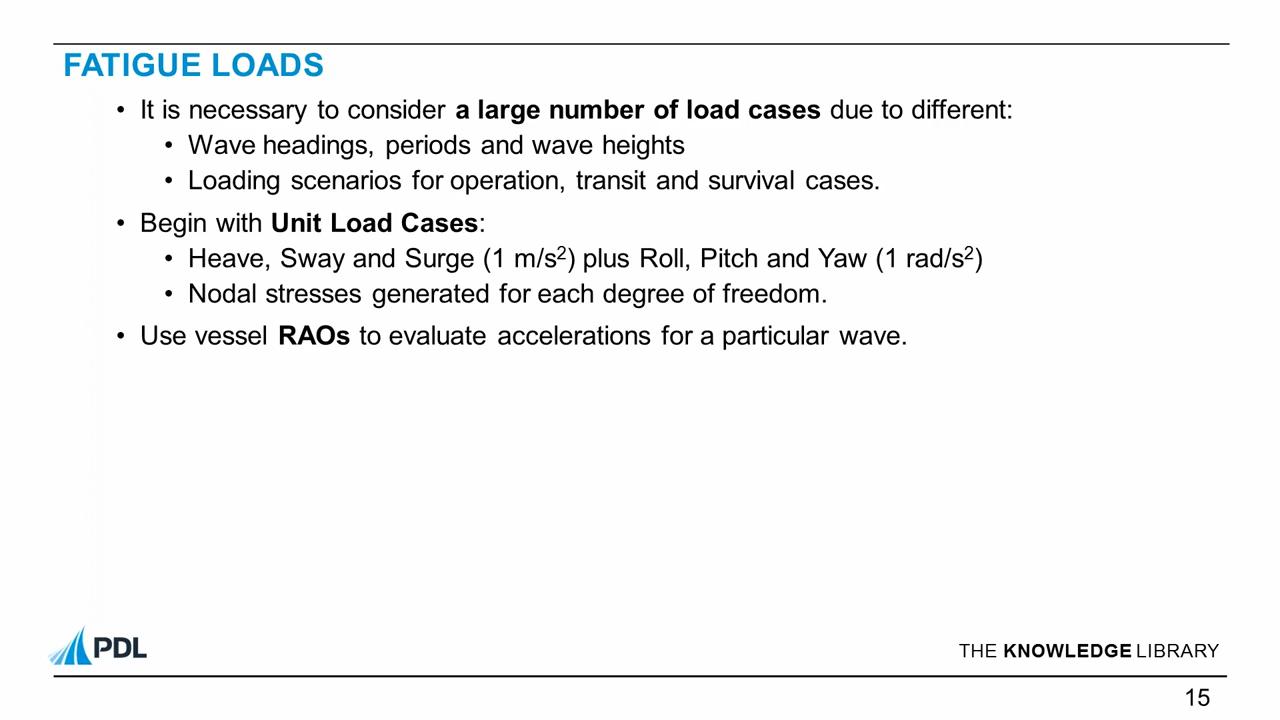 FATIGUE LOADS
• It is necessary to consider a large number of load cases due to different:
• Wave headings, periods and wave heights
• Loading scenarios for operation, transit and survival cases.
• Begin with Unit Load Cases:
• Heave, Sway and Surge (1 m/s²) plus Roll, Pitch and Yaw (1 rad/s²)
• Nodal stresses generated for each degree of freedom.
• Use vessel RAOs to evaluate accelerations for a particular wave.
PDL
THE KNOWLEDGE LIBRARY
15